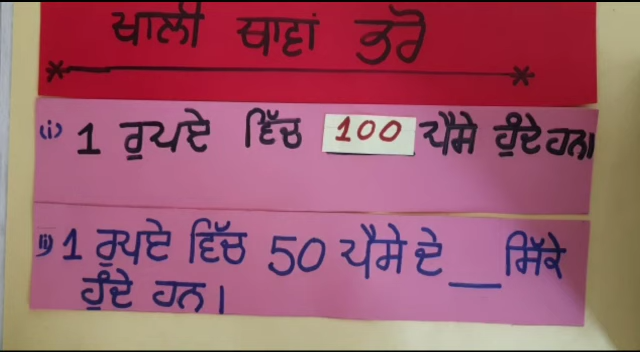 ਖਾਲੀ ਥਾਵਾਂ ਭਰੋ
(i) 1 ਰੁਪਏ ਵਿੱਚ 100 ਪੈਸੇ ਹੁੰਦੇ ਹਨ।
ii) 1 ਰੁਪਏ ਵਿੱਚ 50 ਪੈਸੇ ਦੇ __ ਸਿੱਕੇ
ਹੁੰਦੇ ਹਨ।